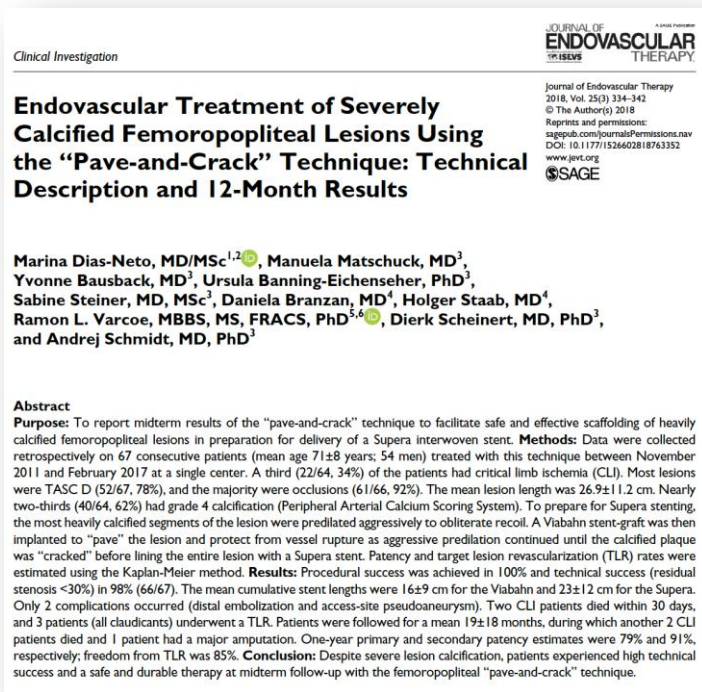 Clinical Investigation
JOURNAL OF
A SAGE Publication
ENDOVASCULAR
ISEVS THERAPY
Journal of Endovascular Therapy
2018, Vol. 25(3) 334–342
© The Author(s) 2018
Reprints and permissions:
sagepub.com/journalsPermissions.nav
DOI: 10.1177/1526602818763352
www.jevt.org
SAGE
Endovascular Treatment of Severely
Calcified Femoropopliteal Lesions Using
the “Pave-and-Crack” Technique: Technical
Description and 12-Month Results
Marina Dias-Neto, MD/MSc1,2 iD, Manuela Matschuck, MD3,
Yvonne Bausback, MD3, Ursula Banning-Eichenseher, PhD3,
Sabine Steiner, MD, MSc3, Daniela Branzan, MD4, Holger Staab, MD4,
Ramon L. Varcoe, MBBS, MS, FRACS, PhD5,6 iD, Dierk Scheinert, MD, PhD3,
and Andrej Schmidt, MD, PhD3
Abstract
Purpose: To report midterm results of the “pave-and-crack” technique to facilitate safe and effective scaffolding of heavily
calcified femoropopliteal lesions in preparation for delivery of a Supera interwoven stent. Methods: Data were collected
retrospectively on 67 consecutive patients (mean age 71±8 years; 54 men) treated with this technique between November
2011 and February 2017 at a single center. A third (22/64, 34%) of the patients had critical limb ischemia (CLI). Most lesions
were TASC D (52/67, 78%), and the majority were occlusions (61/66, 92%). The mean lesion length was 26.9±11.2 cm. Nearly
two-thirds (40/64, 62%) had grade 4 calcification (Peripheral Arterial Calcium Scoring System). To prepare for Supera stenting,
the most heavily calcified segments of the lesion were predilated aggressively to obliterate recoil. A Viabahn stent-graft was then
implanted to “pave” the lesion and protect from vessel rupture as aggressive predilation continued until the calcified plaque
was “cracked” before lining the entire lesion with a Supera stent. Patency and target lesion revascularization (TLR) rates were
estimated using the Kaplan-Meier method. Results: Procedural success was achieved in 100% and technical success (residual
stenosis <30%) in 98% (66/67). The mean cumulative stent lengths were 16±9 cm for the Viabahn and 23±12 cm for the Supera.
Only 2 complications occurred (distal embolization and access-site pseudoaneurysm). Two CLI patients died within 30 days,
and 3 patients (all claudicants) underwent a TLR. Patients were followed for a mean 19±18 months, during which another 2 CLI
patients died and 1 patient had a major amputation. One-year primary and secondary patency estimates were 79% and 91%,
respectively; freedom from TLR was 85%. Conclusion: Despite severe lesion calcification, patients experienced high technical
success and a safe and durable therapy at midterm follow-up with the femoropopliteal “pave-and-crack” technique.